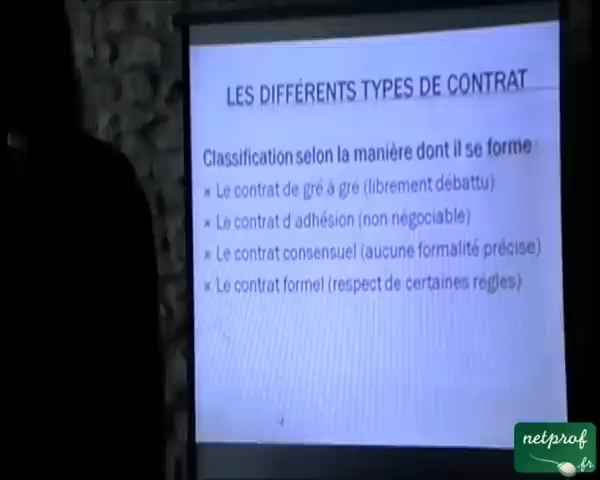 LES DIFFÉRENTS TYPES DE CONTRAT
Classification selon la manière dont il se forme :
× Le contrat de gré à gré (librement débattu)
× Le contrat d'adhésion (non négociable)
× Le contrat consensuel (aucune formalité précise)
× Le contrat formel (respect de certaines règles)
netprof
.fr